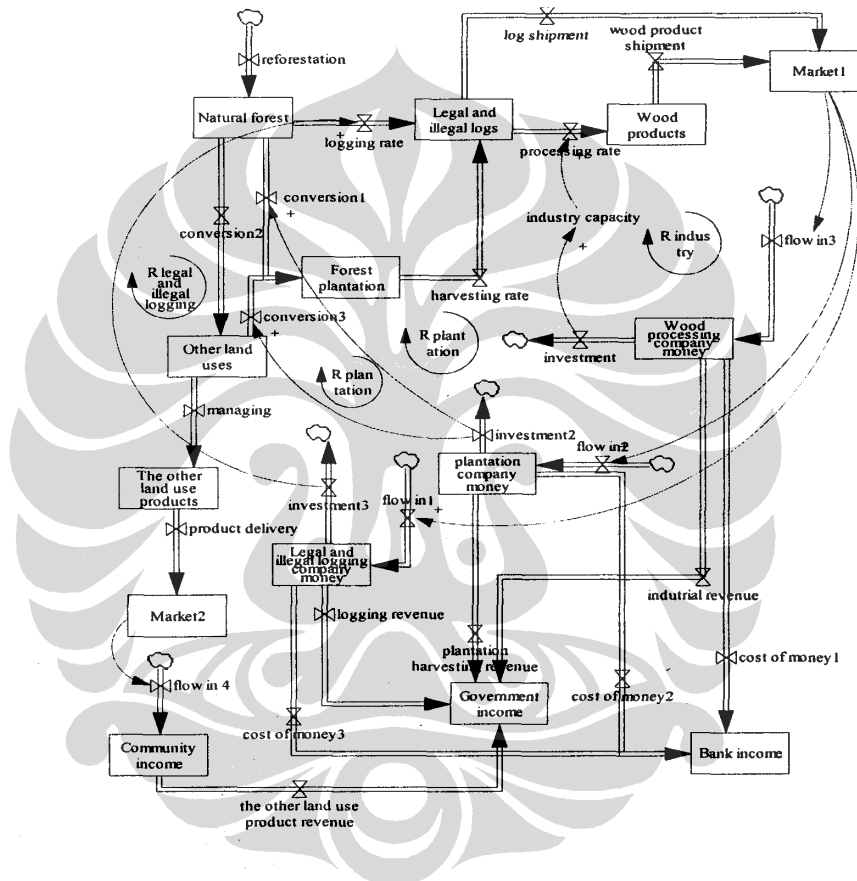 log shipment
wood product
shipment
Market1
reforestation
Natural forest
Legal and
illegal logs
Wood
products
logging rate
processing rate
conversion1
industry capacity
conversion2
R indus
try
flow in3
R legal
and
illegal
logging
Forest
plantation
harvesting rate
conversion3
R plant
ation
Wood
processing
company
money
Other land
uses
investment
R plan
tation
managing
investment2
flow in2
The other
land use
products
plantation
company
money
flow in1
investment3
product delivery
Legal and
illegal logging
company
money
Market2
logging revenue
indutrial revenue
plantation
harvesting revenue
cost of money1
flow in 4
Government
income
cost of money2
cost of money3
Community
income
Bank income
the other land use
product revenue